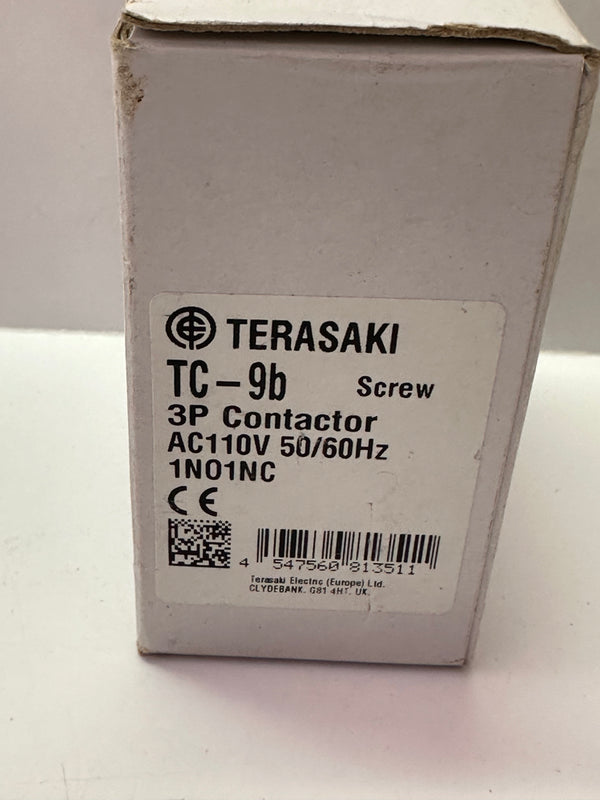 TERASAKI
TC-9b Screw
3P Contactor
AC110V 50/60Hz
1NO1NC
CE
4 547560 813511
Terasaki Electric (Europe) Ltd.
CLYDEBANK. G81 4HT. UK.